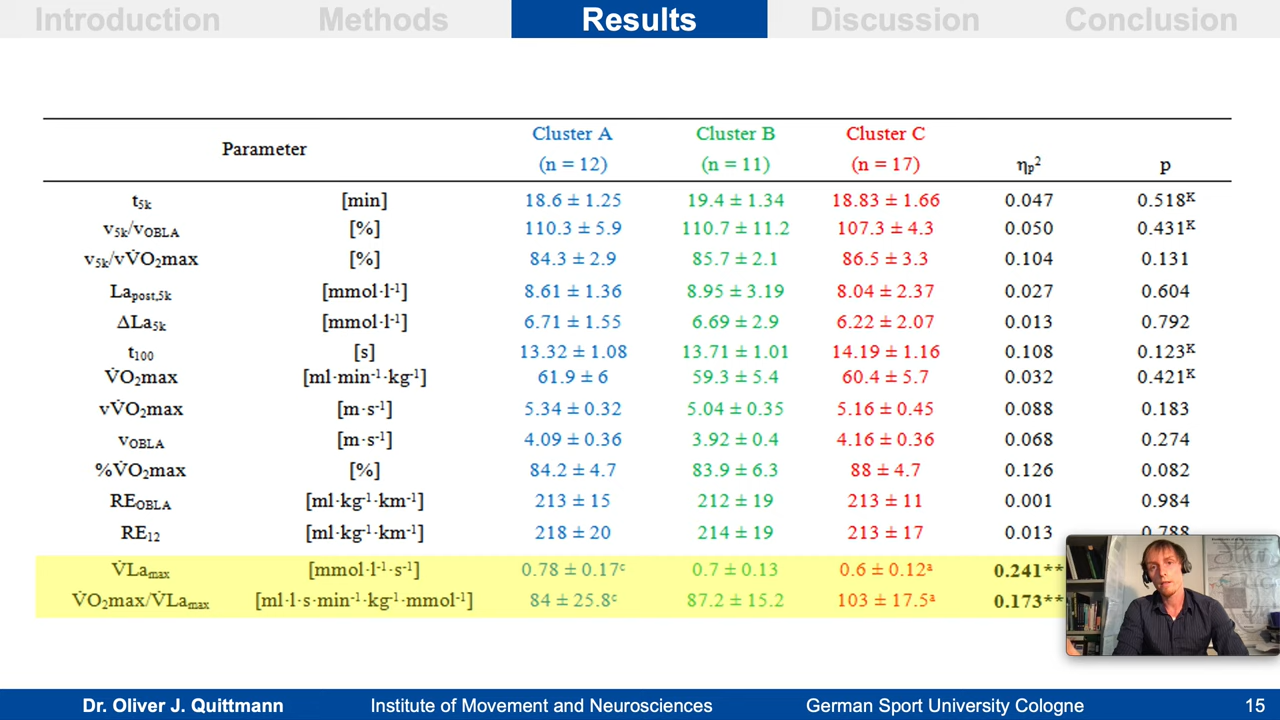 Introduction Methods Results Discussion Conclusion
Parameter Cluster A (n = 12) Cluster B (n = 11) Cluster C (n = 17) ηₚ² p
t5k [min] 18.6 ± 1.25 19.4 ± 1.34 18.83 ± 1.66 0.047 0.518ᴷ
v5k/vOBLA [%] 110.3 ± 5.9 110.7 ± 11.2 107.3 ± 4.3 0.050 0.431ᴷ
v5k/vV̇O₂max [%] 84.3 ± 2.9 85.7 ± 2.1 86.5 ± 3.3 0.104 0.131
Lapost,5k [mmol·l⁻¹] 8.61 ± 1.36 8.95 ± 3.19 8.04 ± 2.37 0.027 0.604
ΔLa5k [mmol·l⁻¹] 6.71 ± 1.55 6.69 ± 2.9 6.22 ± 2.07 0.013 0.792
t100 [s] 13.32 ± 1.08 13.71 ± 1.01 14.19 ± 1.16 0.108 0.123ᴷ
V̇O₂max [ml·min⁻¹·kg⁻¹] 61.9 ± 6 59.3 ± 5.4 60.4 ± 5.7 0.032 0.421ᴷ
vV̇O₂max [m·s⁻¹] 5.34 ± 0.32 5.04 ± 0.35 5.16 ± 0.45 0.088 0.183
vOBLA [m·s⁻¹] 4.09 ± 0.36 3.92 ± 0.4 4.16 ± 0.36 0.068 0.274
%V̇O₂max [%] 84.2 ± 4.7 83.9 ± 6.3 88 ± 4.7 0.126 0.082
REOBLA [ml·kg⁻¹·km⁻¹] 213 ± 15 212 ± 19 213 ± 11 0.001 0.984
RE12 [ml·kg⁻¹·km⁻¹] 218 ± 20 214 ± 19 213 ± 17 0.013 0.788
V̇Lamax [mmol·l⁻¹·s⁻¹] 0.78 ± 0.17ᶜ 0.7 ± 0.13 0.6 ± 0.12ᵃ 0.241**
V̇O₂max/V̇Lamax [ml·l·s·min⁻¹·kg⁻¹·mmol⁻¹] 84 ± 25.8ᶜ 87.2 ± 15.2 103 ± 17.5ᵃ 0.173**
Dr. Oliver J. Quittmann Institute of Movement and Neurosciences German Sport University Cologne 15